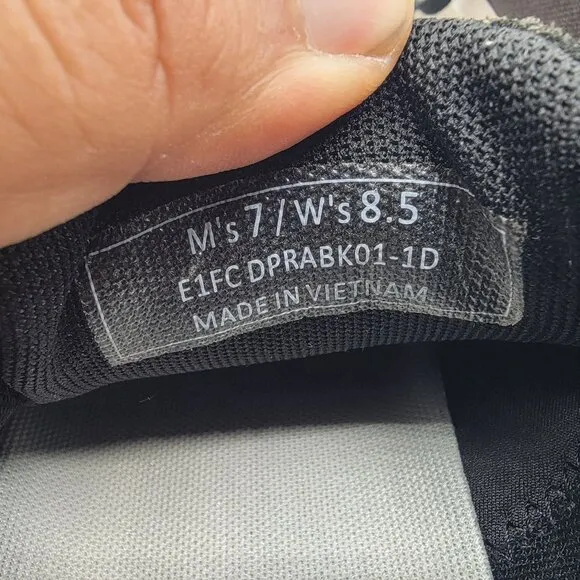 M's 7 / W's 8.5
E1FC DPRABK01-1D
MADE IN VIETNAM